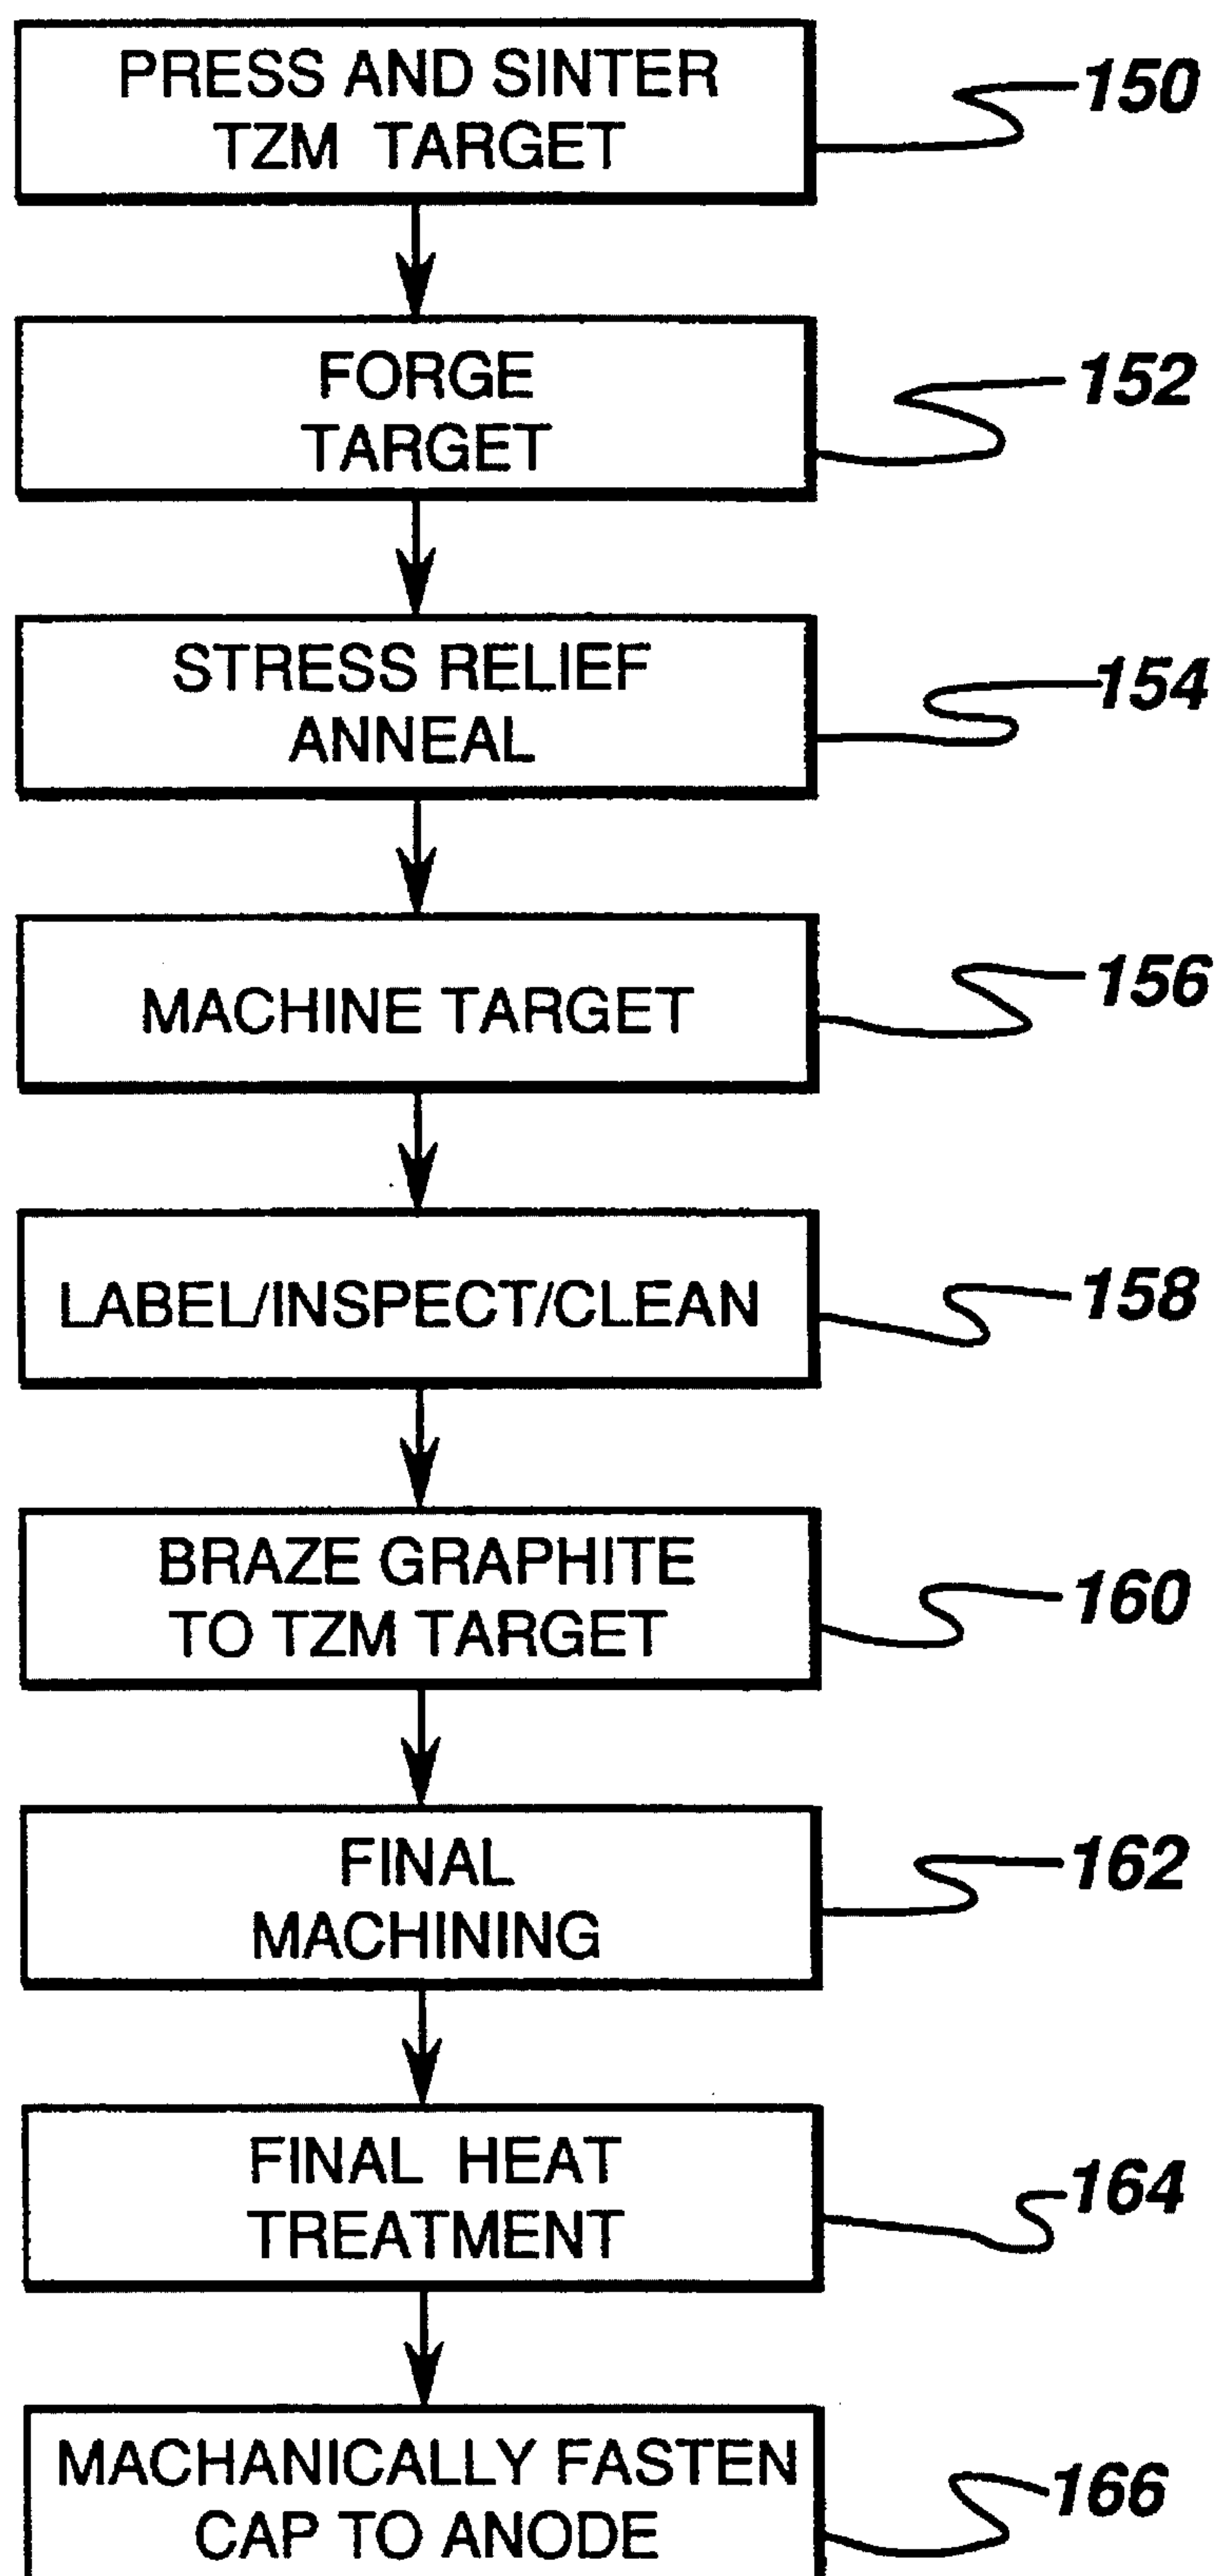 PRESS AND SINTER
TZM TARGET
150
FORGE
TARGET
152
STRESS RELIEF
ANNEAL
154
MACHINE TARGET
156
LABEL/INSPECT/CLEAN
158
BRAZE GRAPHITE
TO TZM TARGET
160
FINAL
MACHINING
162
FINAL HEAT
TREATMENT
164
MACHANICALLY FASTEN
CAP TO ANODE
166